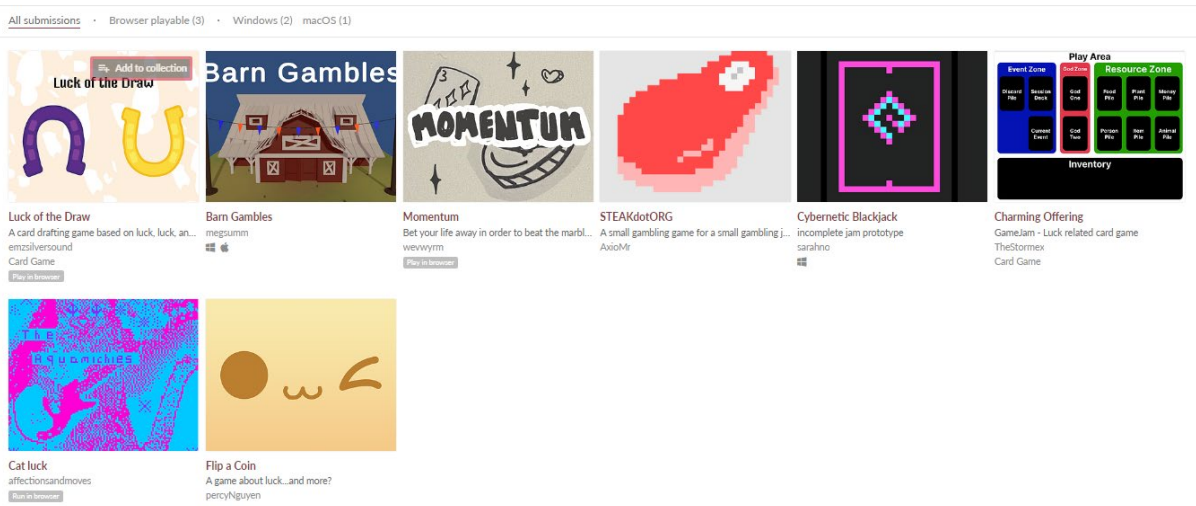 All submissions · Browser playable (3) · Windows (2) macOS (1)
Add to collection
Luck of the Draw
Barn Gambles
3
MOMENTUM
Play Area
Event Zone
God Zone
Resource Zone
Discard Pile
Session Deck
God One
Food Pile
Plant Pile
Money Pile
Current Event
God Two
Person Pile
Item Pile
Animal Pile
Inventory
Luck of the Draw
A card drafting game based on luck, luck, an...
emzsilversound
Card Game
Play in browser
Barn Gambles
megsumm
Momentum
Bet your life away in order to beat the marbl...
wevwyrm
Play in browser
STEAKdotORG
A small gambling game for a small gambling j...
AxioMr
Cybernetic Blackjack
incomplete jam prototype
sarahno
Charming Offering
GameJam - Luck related card game
TheStormex
Card Game
The
Aquamichies
Cat luck
affectionsandmoves
Run in browser
Flip a Coin
A game about luck...and more?
percyNguyen